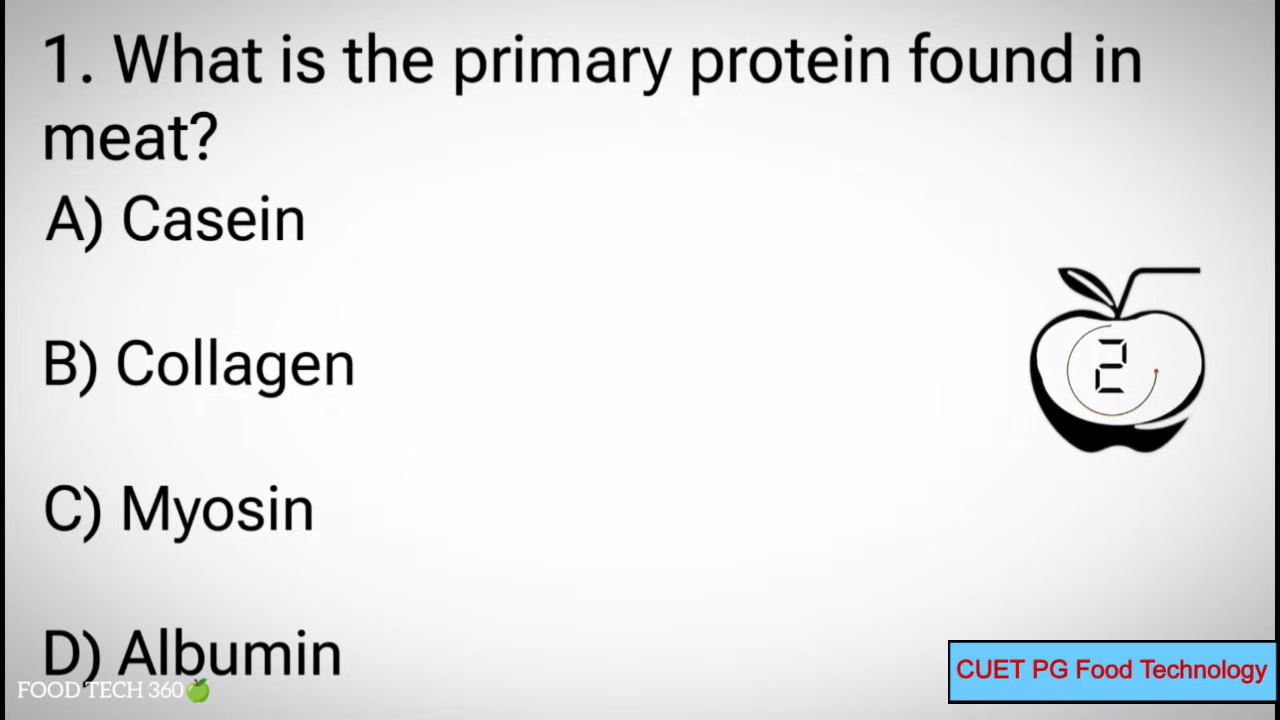 1. What is the primary protein found in
meat?
A) Casein
B) Collagen
2
C) Myosin
D) Albumin
FOOD TECH 360🍏
CUET PG Food Technology